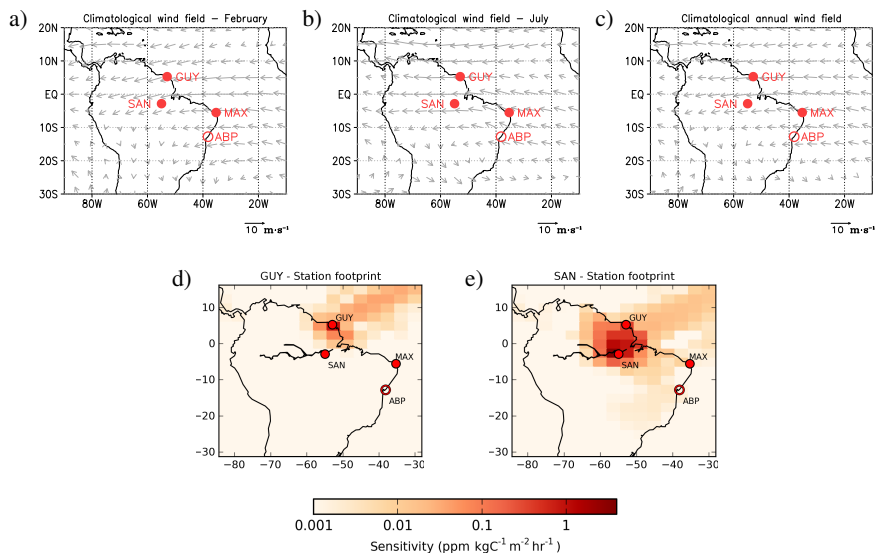 a)
Climatological wind field – February
20N
10N
EQ
10S
20S
30S
80W
60W
40W
20W
GUY
SAN
MAX
ABP
10 m·s⁻¹
b)
Climatological wind field – July
20N
10N
EQ
10S
20S
30S
80W
60W
40W
20W
GUY
SAN
MAX
ABP
10 m·s⁻¹
c)
Climatological annual wind field
20N
10N
EQ
10S
20S
30S
80W
60W
40W
20W
GUY
SAN
MAX
ABP
10 m·s⁻¹
d)
GUY - Station footprint
10
0
−10
−20
−30
−80
−70
−60
−50
−40
−30
GUY
SAN
MAX
ABP
e)
SAN - Station footprint
10
0
−10
−20
−30
−80
−70
−60
−50
−40
−30
GUY
SAN
MAX
ABP
0.001
0.01
0.1
1
Sensitivity (ppm kgC⁻¹ m⁻² hr⁻¹)